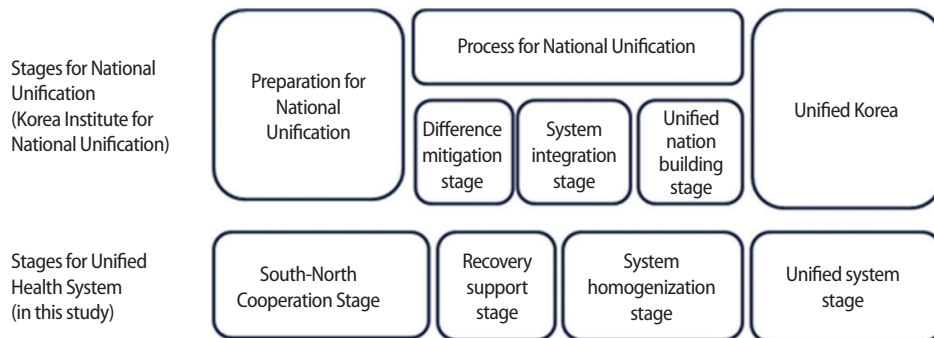 Stages for National
Unification
(Korea Institute for
National Unification)
Preparation for
National
Unification
Process for National Unification
Difference
mitigation
stage
System
integration
stage
Unified
nation
building
stage
Unified Korea
Stages for Unified
Health System
(in this study)
South-North
Cooperation Stage
Recovery
support
stage
System
homogenization
stage
Unified system
stage